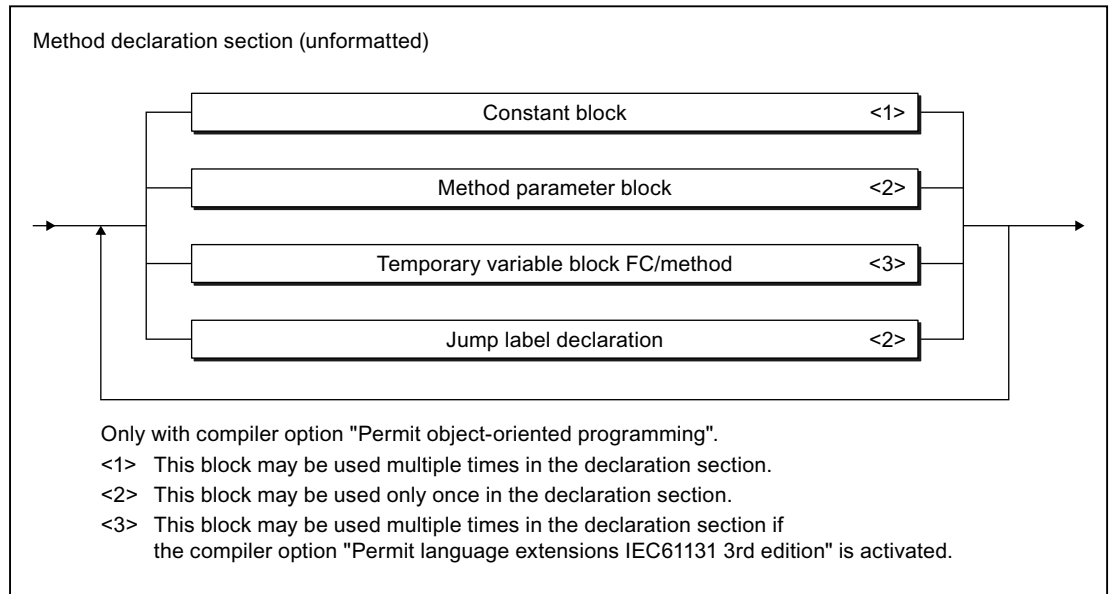 Method declaration section (unformatted)
Constant block <1>
Method parameter block <2>
Temporary variable block FC/method <3>
Jump label declaration <2>
Only with compiler option "Permit object-oriented programming".
<1> This block may be used multiple times in the declaration section.
<2> This block may be used only once in the declaration section.
<3> This block may be used multiple times in the declaration section if
the compiler option "Permit language extensions IEC61131 3rd edition" is activated.